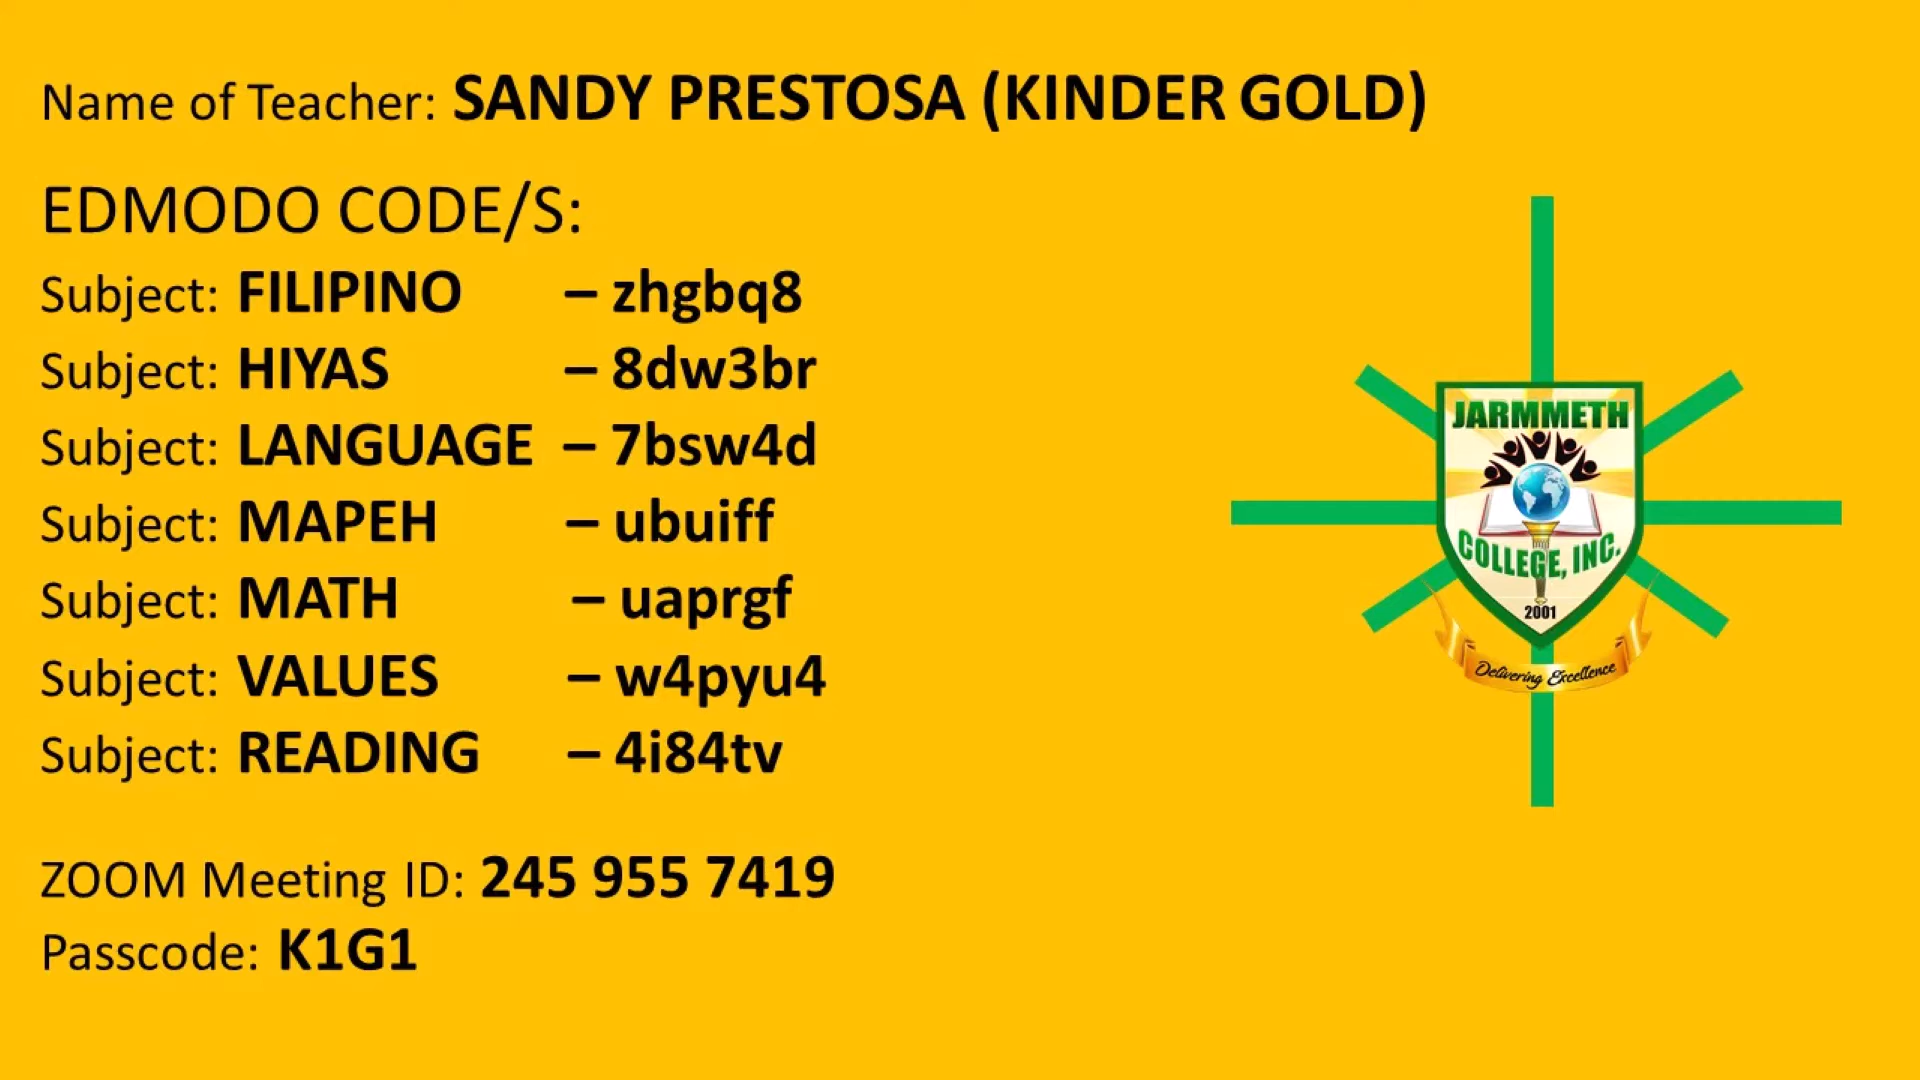 Name of Teacher: SANDY PRESTOSA (KINDER GOLD)
EDMODO CODE/S:
Subject: FILIPINO – zhgbq8
Subject: HIYAS – 8dw3br
Subject: LANGUAGE – 7bsw4d
Subject: MAPEH – ubuiff
Subject: MATH – uaprgf
Subject: VALUES – w4pyu4
Subject: READING – 4i84tv
ZOOM Meeting ID: 245 955 7419
Passcode: K1G1
JARMMETH
COLLEGE, INC.
2001
Delivering Excellence